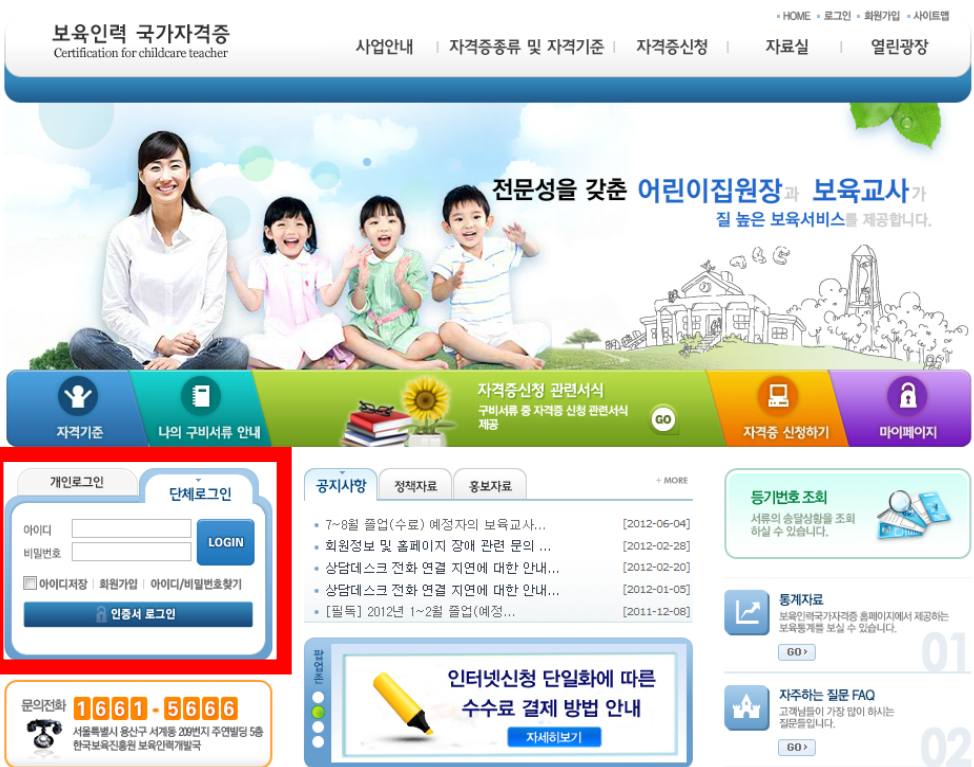 HOME 로그인 회원가입 사이트맵
보육인력 국가자격증
Certification for childcare teacher
사업안내 자격증종류 및 자격기준 자격증신청 자료실 열린광장
전문성을 갖춘 어린이집원장과 보육교사가
질 높은 보육서비스를 제공합니다.
자격기준
나의 구비서류 안내
자격증신청 관련서식
구비서류 중 자격증 신청 관련서식
제공
GO
자격증 신청하기
마이페이지
개인로그인
단체로그인
아이디
비밀번호
LOGIN
아이디저장 회원가입 아이디/비밀번호찾기
인증서 로그인
문의전화 1661-5666
서울특별시 용산구 서계동 209번지 주연빌딩 5층
한국보육진흥원 보육인력개발국
공지사항 정책자료 홍보자료 + MORE
7~8월 졸업(수료) 예정자의 보육교사... [2012-06-04]
회원정보 및 홈페이지 장애 관련 문의 ... [2012-02-28]
상담데스크 전화 연결 지연에 대한 안내... [2012-02-20]
상담데스크 전화 연결 지연에 대한 안내... [2012-01-05]
[필독] 2012년 1~2월 졸업(예정... [2011-12-08]
팝업존
인터넷신청 단일화에 따른
수수료 결제 방법 안내
자세히보기
등기번호 조회
서류의 송달상황을 조회
하실 수 있습니다.
통계자료
보육인력국가자격증 홈페이지에서 제공하는
보육통계를 보실 수 있습니다.
GO
01
자주하는 질문 FAQ
고객님들이 가장 많이 하시는
질문들입니다.
GO
02